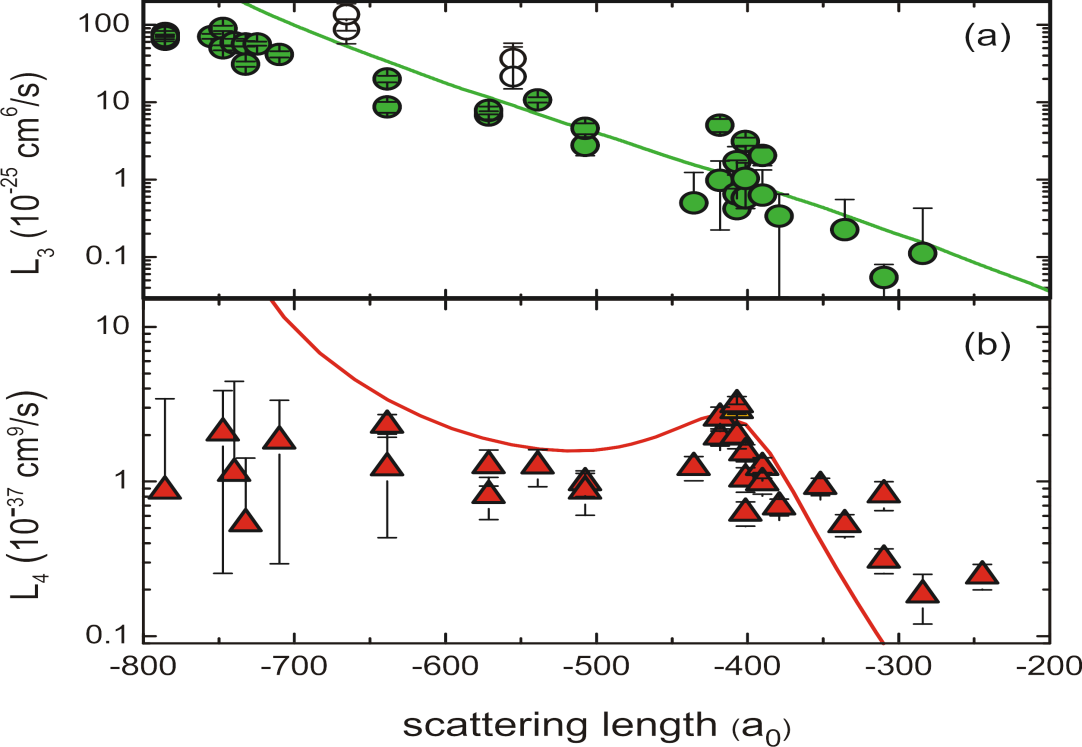 (a)
L₃ (10⁻²⁵ cm⁶/s)
100
10
1
0.1
(b)
L₄ (10⁻³⁷ cm⁹/s)
10
1
0.1
-800 -700 -600 -500 -400 -300 -200
scattering length (a₀)